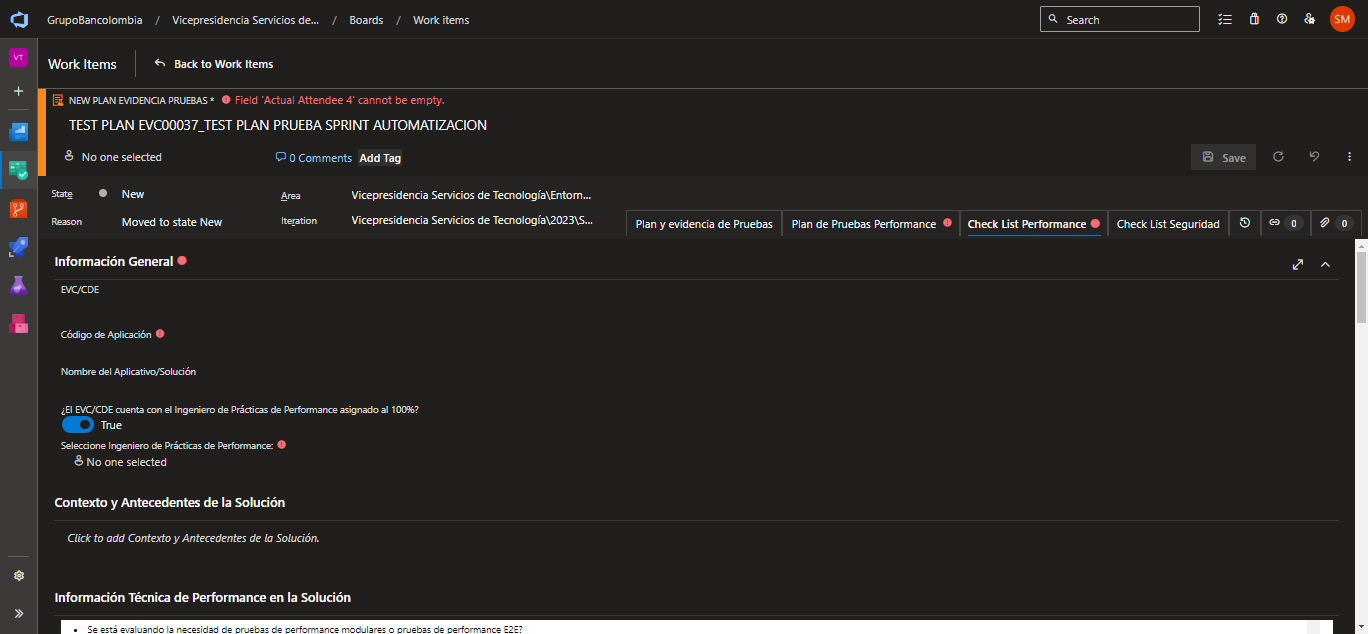 GrupoBancolombia / Vicepresidencia Servicios de... / Boards / Work items
Search
SM
VT
Work Items
Back to Work Items
NEW PLAN EVIDENCIA PRUEBAS * Field 'Actual Attendee 4' cannot be empty.
TEST PLAN EVC00037_TEST PLAN PRUEBA SPRINT AUTOMATIZACION
No one selected
0 Comments
Add Tag
Save
State New
Area Vicepresidencia Servicios de Tecnología\Entorn...
Reason Moved to state New
Iteration Vicepresidencia Servicios de Tecnología\2023\S...
Plan y evidencia de Pruebas
Plan de Pruebas Performance
Check List Performance
Check List Seguridad
0
0
Información General
EVC/CDE
Código de Aplicación
Nombre del Aplicativo/Solución
¿El EVC/CDE cuenta con el Ingeniero de Prácticas de Performance asignado al 100%?
True
Seleccione Ingeniero de Prácticas de Performance:
No one selected
Contexto y Antecedentes de la Solución
Click to add Contexto y Antecedentes de la Solución.
Información Técnica de Performance en la Solución
• Se está evaluando la necesidad de pruebas de performance modulares o pruebas de performance E2E?